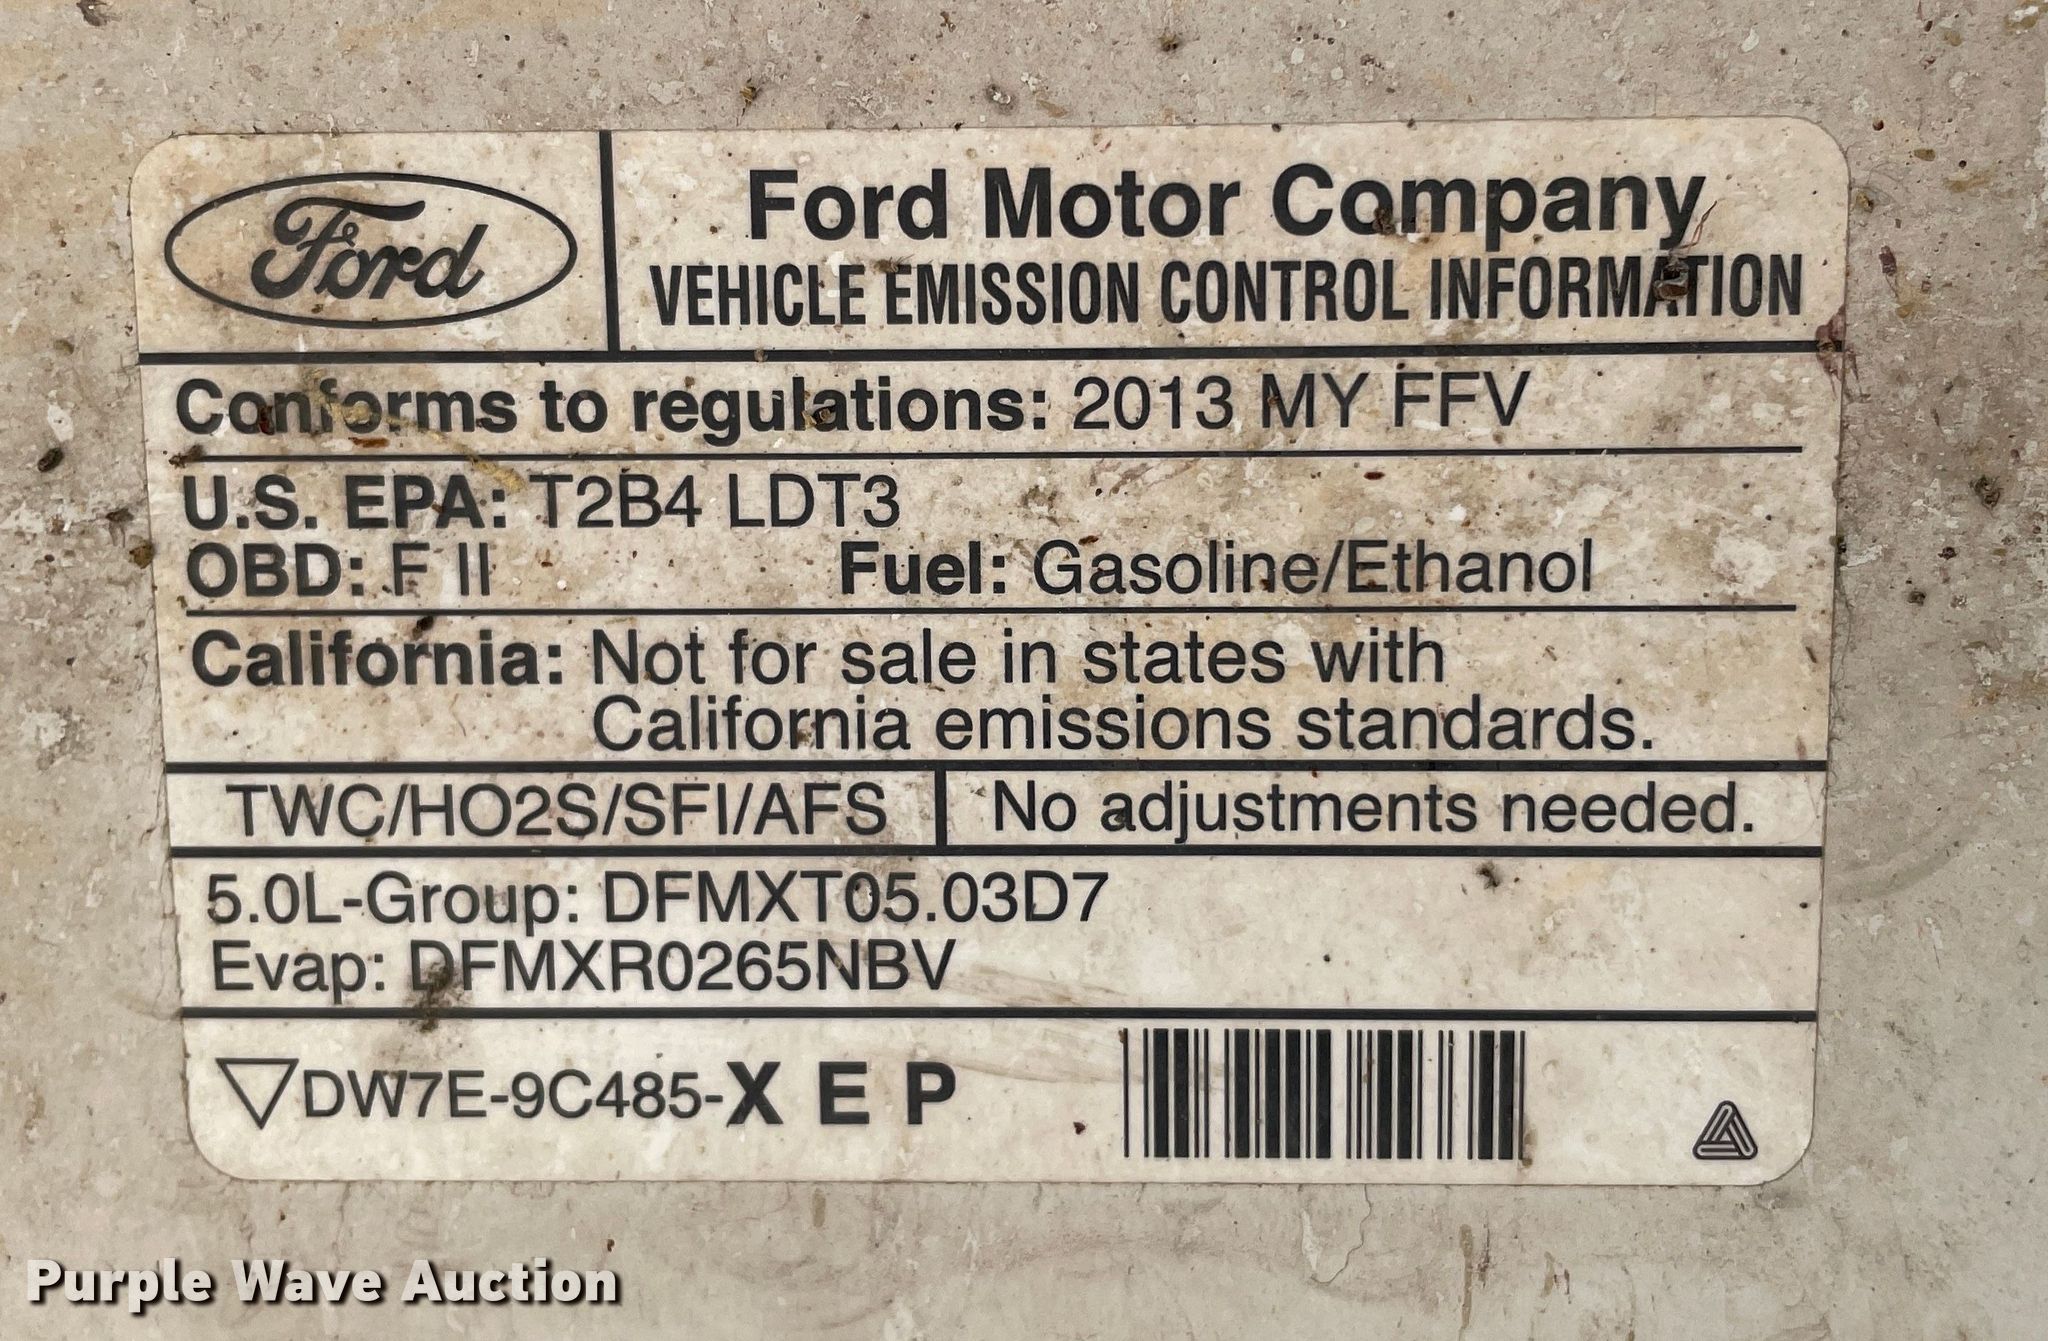 Ford
Ford Motor Company
VEHICLE EMISSION CONTROL INFORMATION
Conforms to regulations: 2013 MY FFV
U.S. EPA: T2B4 LDT3
OBD: F II Fuel: Gasoline/Ethanol
California: Not for sale in states with
California emissions standards.
TWC/HO2S/SFI/AFS No adjustments needed.
5.0L-Group: DFMXT05.03D7
Evap: DFMXR0265NBV
DW7E-9C485-X E P
Purple Wave Auction